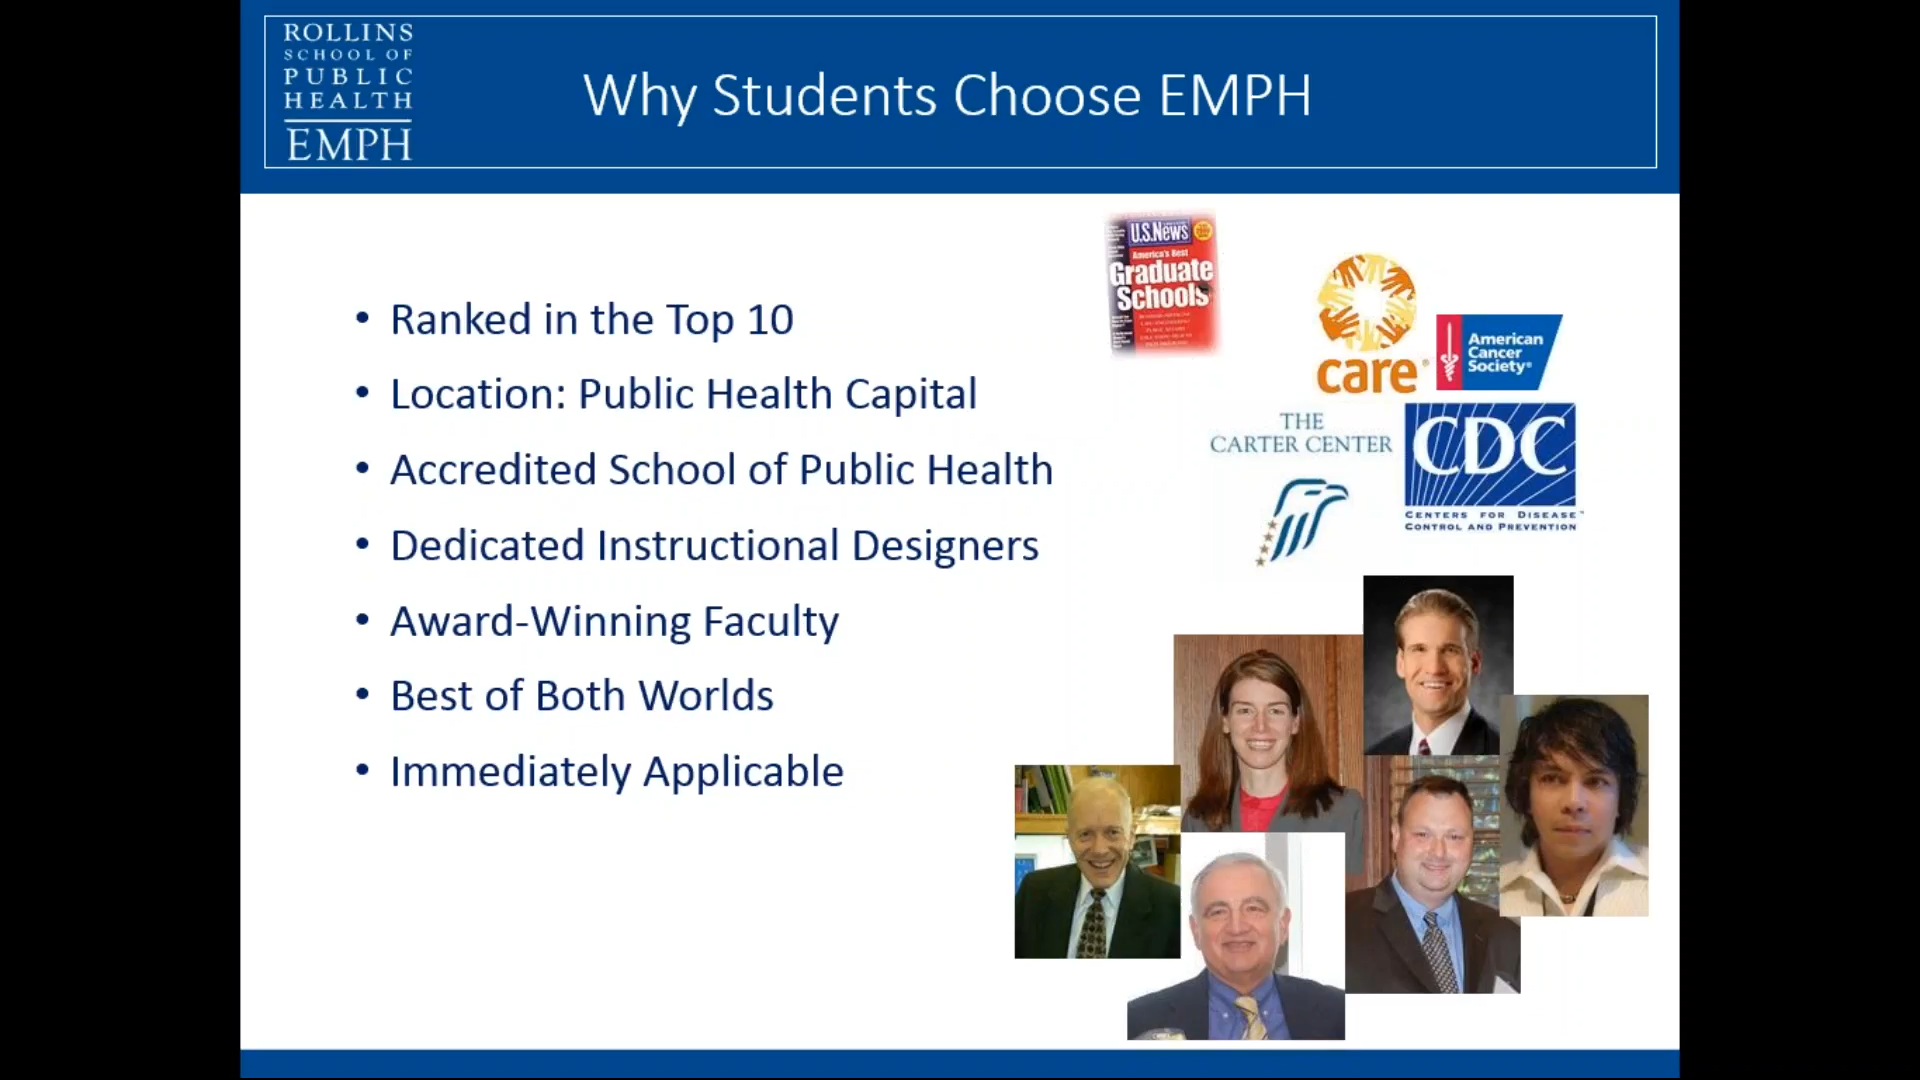 ROLLINS
SCHOOL OF
PUBLIC
HEALTH
EMPH
Why Students Choose EMPH
• Ranked in the Top 10
• Location: Public Health Capital
• Accredited School of Public Health
• Dedicated Instructional Designers
• Award-Winning Faculty
• Best of Both Worlds
• Immediately Applicable
U.S.News
America's Best
Graduate
Schools
care®
American
Cancer
Society®
THE
CARTER CENTER
CDC
CENTERS FOR DISEASE™
CONTROL AND PREVENTION